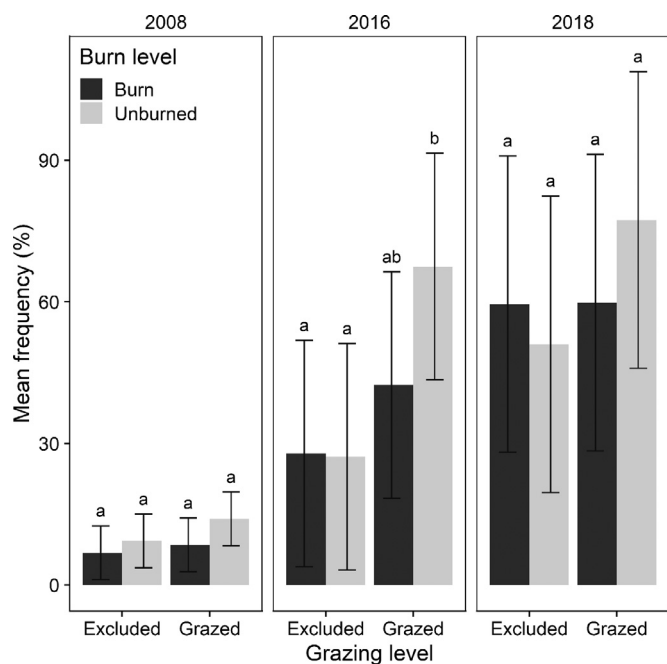 2008 2016 2018
Burn level
Burn
Unburned
a a a a
a a ab b
a a a a
Mean frequency (%)
90
60
30
0
Excluded Grazed Excluded Grazed Excluded Grazed
Grazing level